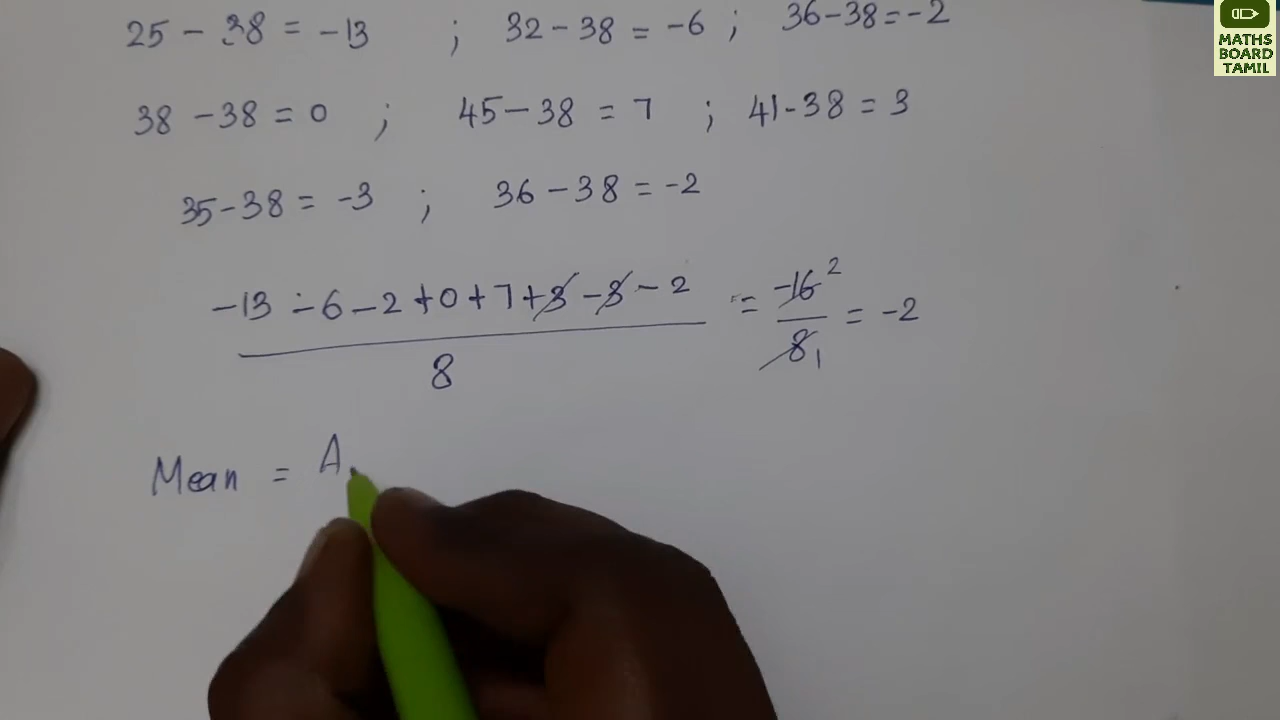 25 - 38 = -13 ; 32 - 38 = -6 ; 36-38 = -2
38 - 38 = 0 ; 45 - 38 = 7 ; 41-38 = 3
35-38 = -3 ; 36 - 38 = -2
-13 - 6 - 2 + 0 + 7 + 3 - 3 - 2
8
= -16 2
8 1
= -2
Mean = A
MATHS
BOARD
TAMIL